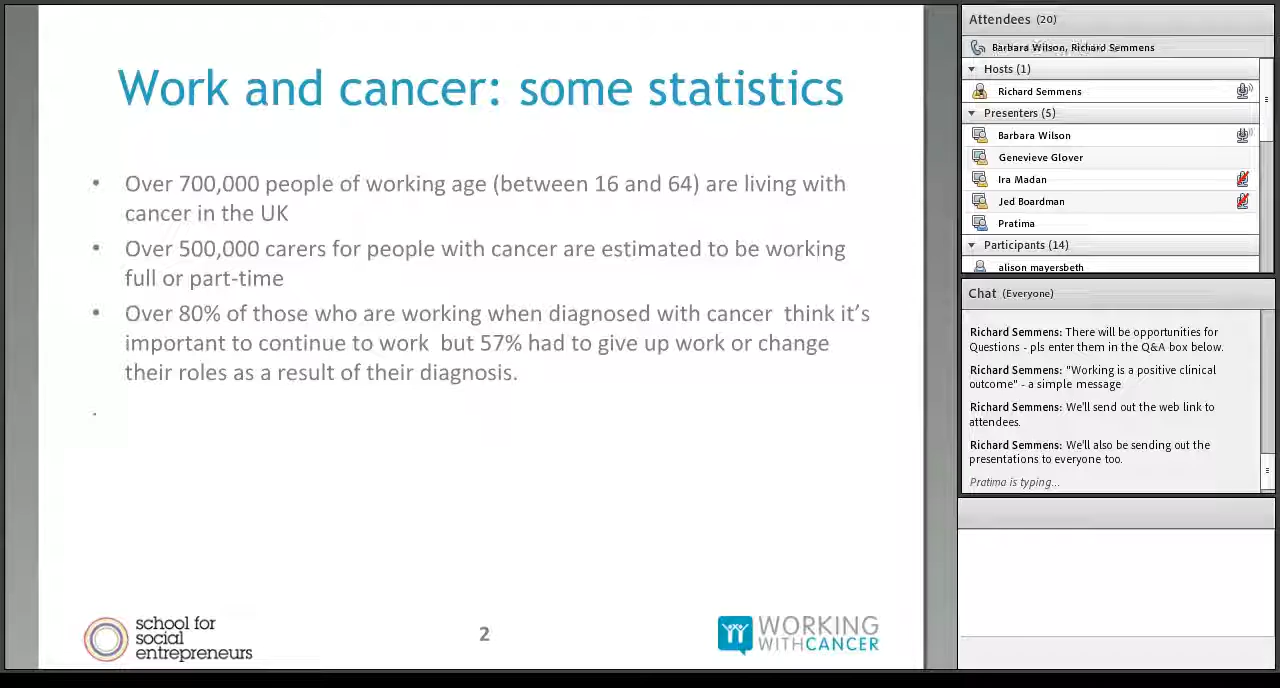 Work and cancer: some statistics
• Over 700,000 people of working age (between 16 and 64) are living with
cancer in the UK
• Over 500,000 carers for people with cancer are estimated to be working
full or part-time
• Over 80% of those who are working when diagnosed with cancer think it's
important to continue to work but 57% had to give up work or change
their roles as a result of their diagnosis.
school for
social
entrepreneurs
2
WORKING
WITHCANCER
Attendees (20)
Barbara Wilson, Richard Semmens
Hosts (1)
Richard Semmens
Presenters (5)
Barbara Wilson
Genevieve Glover
Ira Madan
Jed Boardman
Pratima
Participants (14)
alison mayersbeth
Chat (Everyone)
Richard Semmens: There will be opportunities for
Questions - pls enter them in the Q&A box below.
Richard Semmens: "Working is a positive clinical
outcome" - a simple message
Richard Semmens: We'll send out the web link to
attendees.
Richard Semmens: We'll also be sending out the
presentations to everyone too.
Pratima is typing...